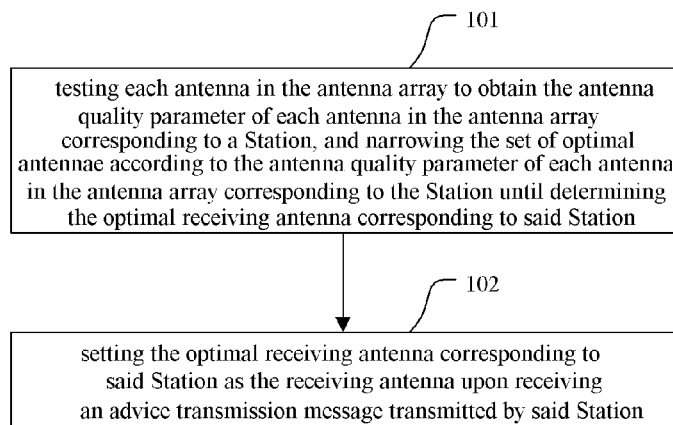 101
testing each antenna in the antenna array to obtain the antenna
quality parameter of each antenna in the antenna array
corresponding to a Station, and narrowing the set of optimal
antennae according to the antenna quality parameter of each antenna
in the antenna array corresponding to the Station until determining
the optimal receiving antenna corresponding to said Station
102
setting the optimal receiving antenna corresponding to
said Station as the receiving antenna upon receiving
an advice transmission message transmitted by said Station